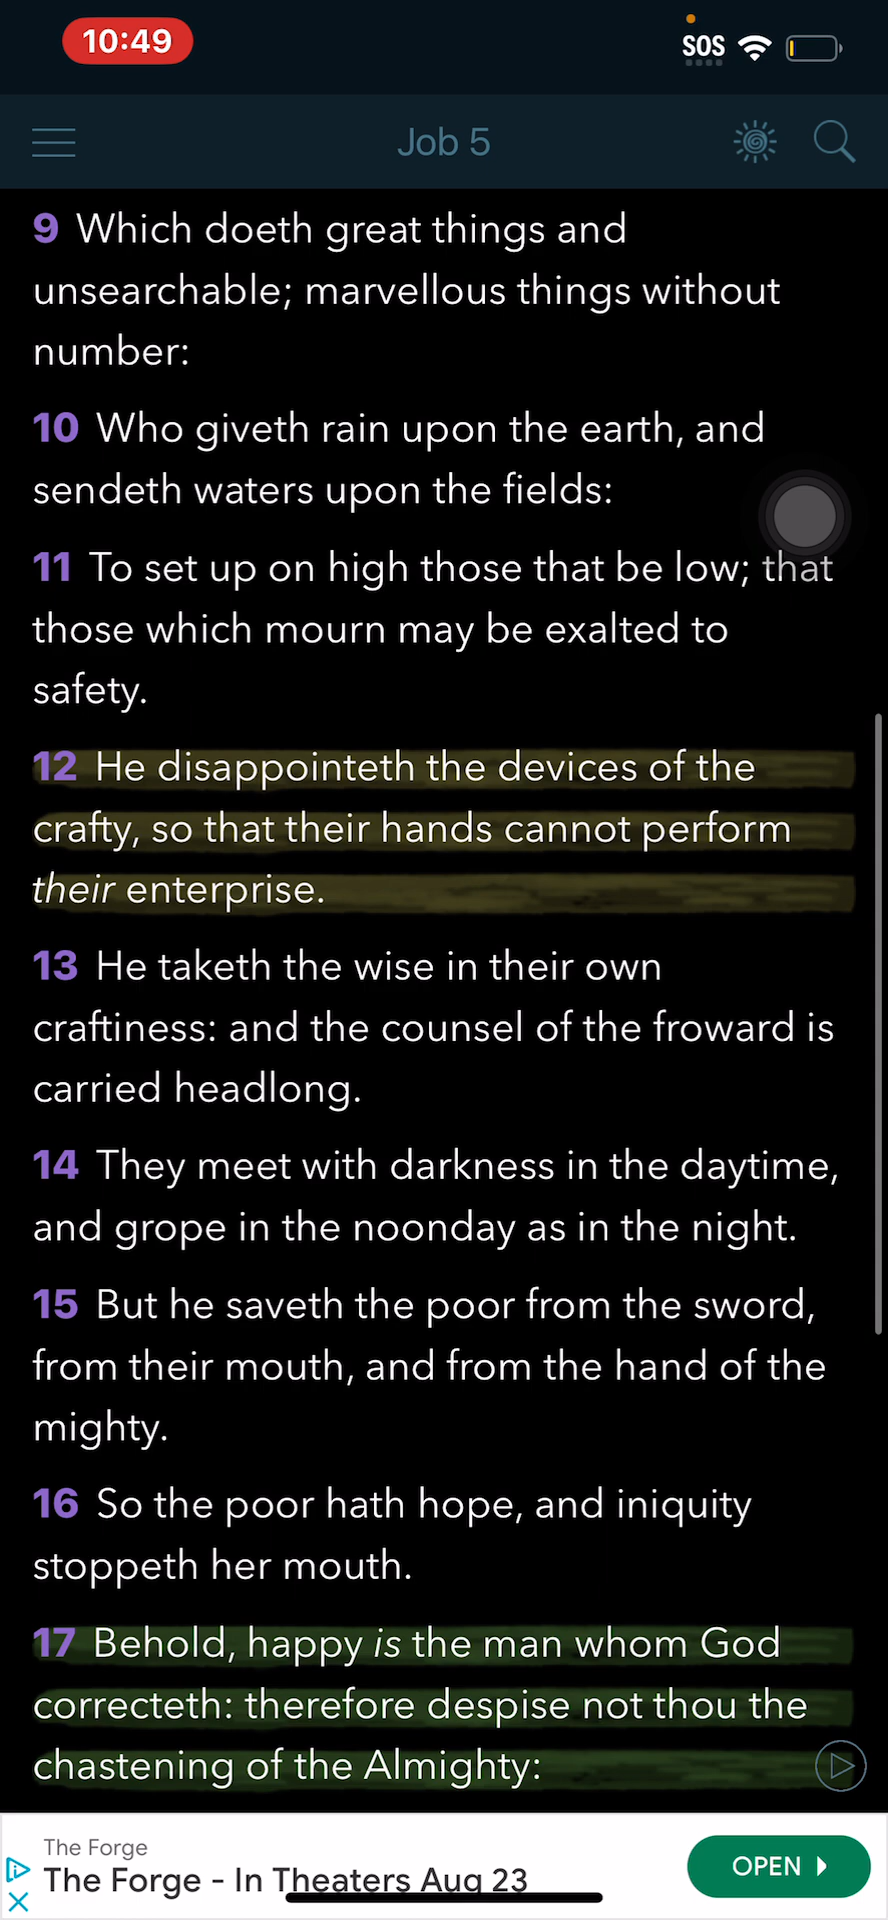 10:49
SOS
Job 5
9 Which doeth great things and
unsearchable; marvellous things without
number:
10 Who giveth rain upon the earth, and
sendeth waters upon the fields:
11 To set up on high those that be low; that
those which mourn may be exalted to
safety.
12 He disappointeth the devices of the
crafty, so that their hands cannot perform
their enterprise.
13 He taketh the wise in their own
craftiness: and the counsel of the froward is
carried headlong.
14 They meet with darkness in the daytime,
and grope in the noonday as in the night.
15 But he saveth the poor from the sword,
from their mouth, and from the hand of the
mighty.
16 So the poor hath hope, and iniquity
stoppeth her mouth.
17 Behold, happy is the man whom God
correcteth: therefore despise not thou the
chastening of the Almighty:
The Forge
The Forge - In Theaters Aug 23
OPEN